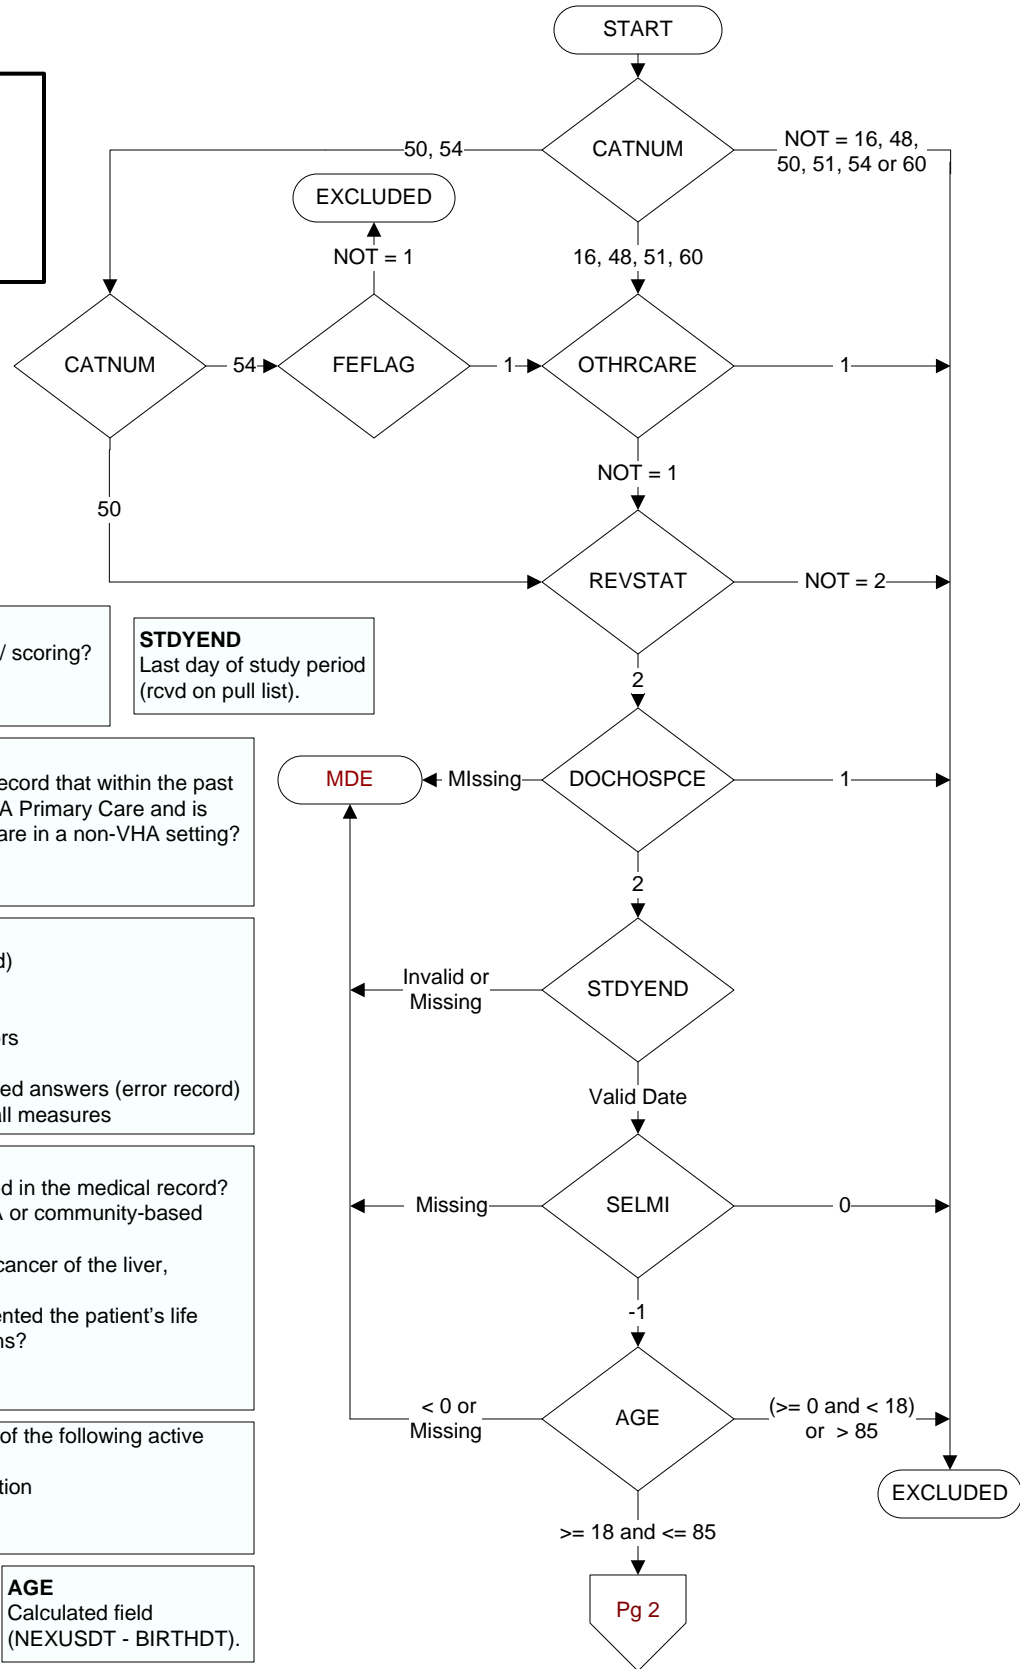 START
CATNUM
50, 54
NOT = 16, 48,
50, 51, 54 or 60
EXCLUDED
NOT = 1
16, 48, 51, 60
CATNUM
54
FEFLAG
1
OTHRCARE
1
NOT = 1
50
REVSTAT
NOT = 2
/ scoring?
STDYEND
Last day of study period
(rcvd on pull list).
2
ecord that within the past
A Primary Care and is
are in a non-VHA setting?
MDE
MIssing
DOCHOSPCE
1
2
d)
ors
ed answers (error record)
all measures
Invalid or
Missing
STDYEND
Valid Date
ed in the medical record?
A or community-based
cancer of the liver,
ented the patient's life
ns?
Missing
SELMI
0
-1
< 0 or
Missing
AGE
(>= 0 and < 18)
or > 85
of the following active
tion
EXCLUDED
>= 18 and <= 85
AGE
Calculated field
(NEXUSDT - BIRTHDT).
Pg 2